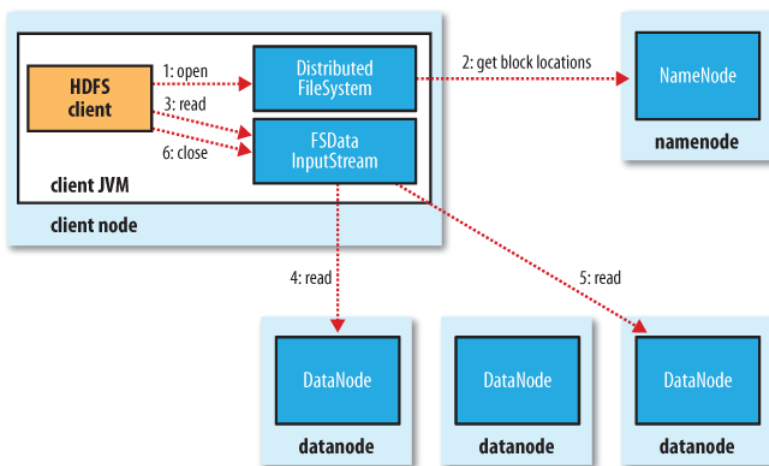 HDFS
client
1: open
3: read
6: close
Distributed
FileSystem
FSData
InputStream
client JVM
client node
2: get block locations
NameNode
namenode
4: read
5: read
DataNode
datanode
DataNode
datanode
DataNode
datanode